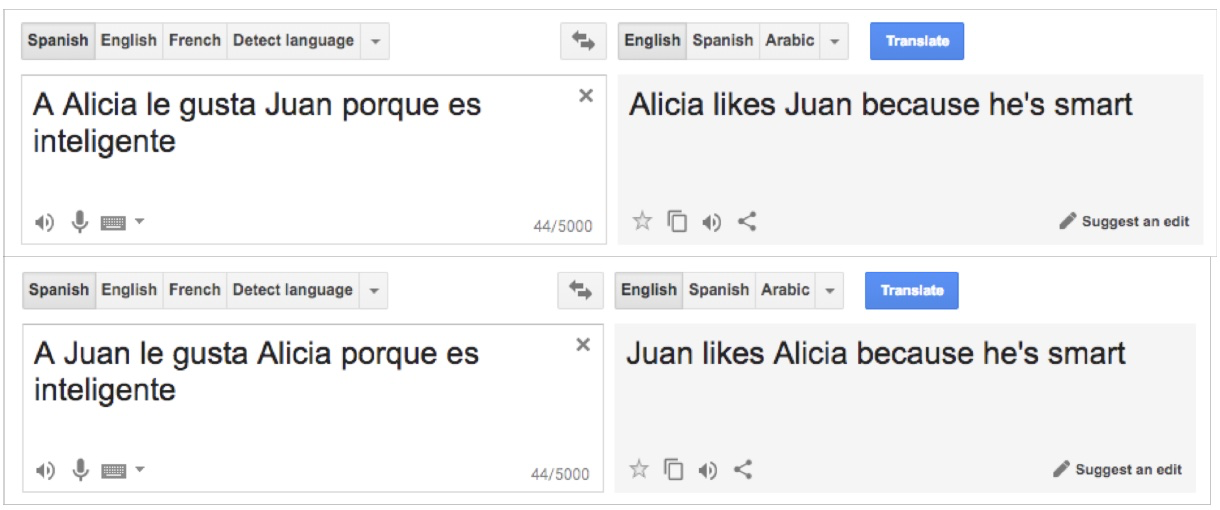 Spanish English French Detect language
English Spanish Arabic
Translate
A Alicia le gusta Juan porque es
inteligente
44/5000
Alicia likes Juan because he's smart
Suggest an edit
Spanish English French Detect language
English Spanish Arabic
Translate
A Juan le gusta Alicia porque es
inteligente
44/5000
Juan likes Alicia because he's smart
Suggest an edit